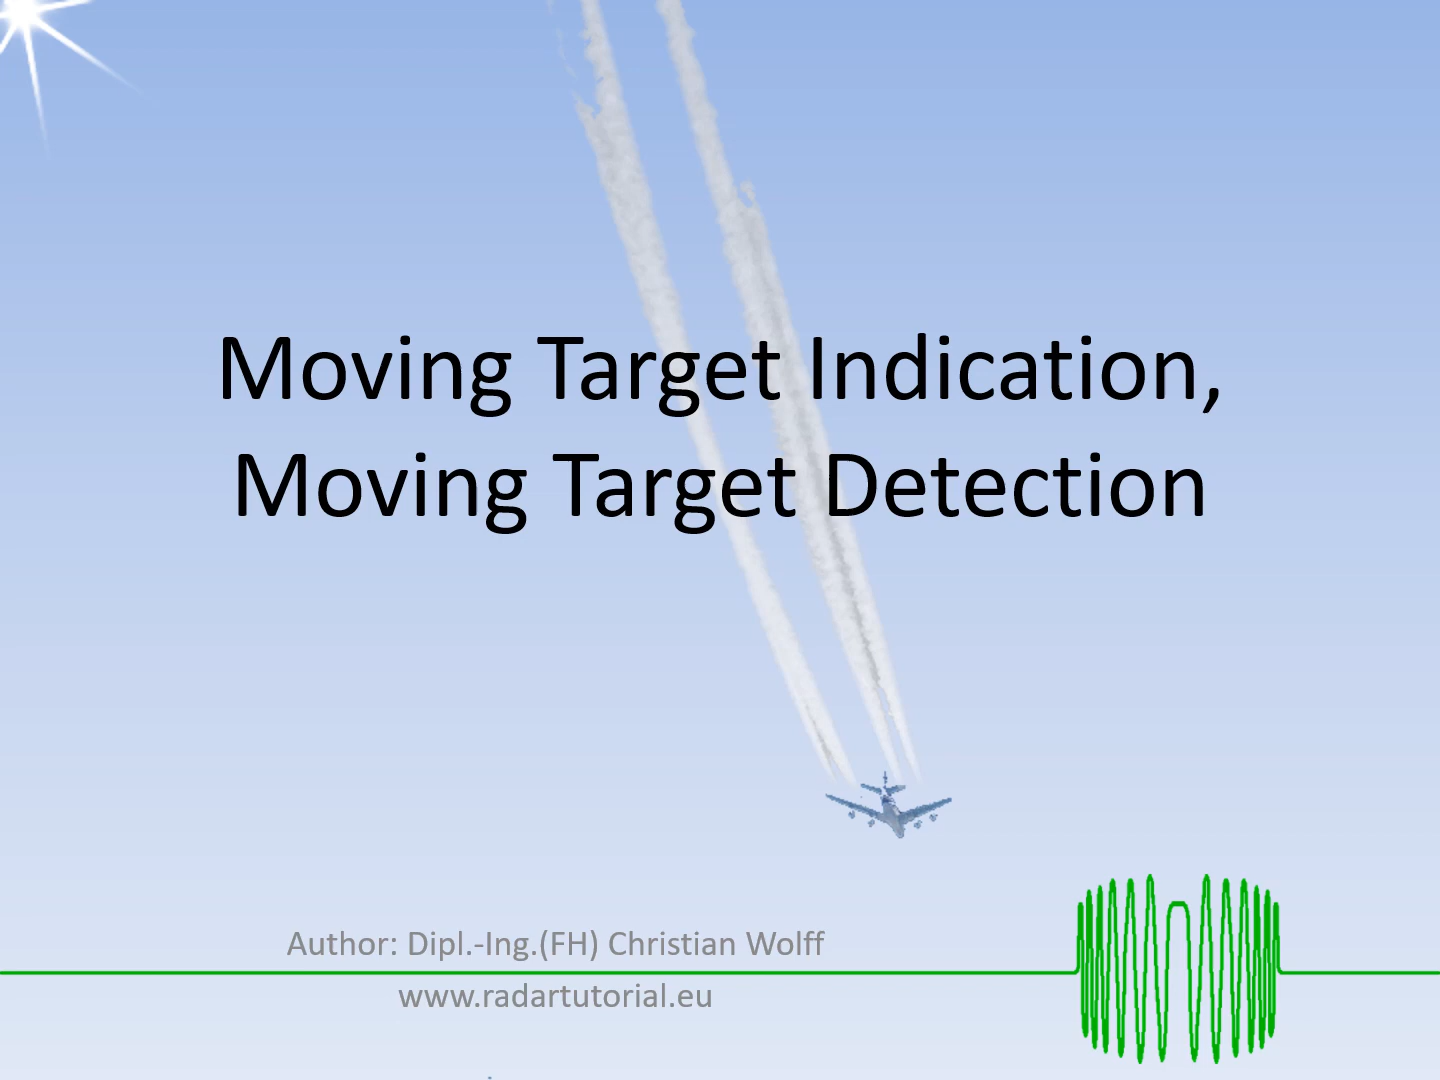 Moving Target Indication,
Moving Target Detection
Author: Dipl.-Ing.(FH) Christian Wolff
www.radartutorial.eu